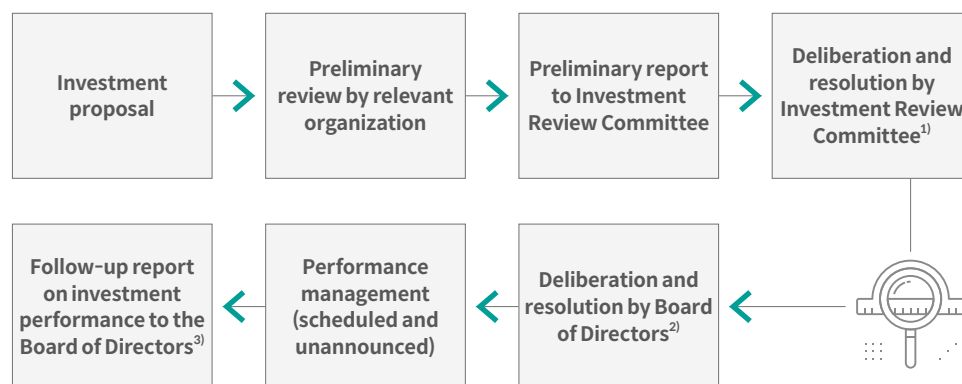 Investment
proposal
Preliminary
review by relevant
organization
Preliminary report
to Investment
Review Committee
Deliberation and
resolution by
Investment Review
Committee1)
Deliberation and
resolution by Board
of Directors2)
Performance
management
(scheduled and
unannounced)
Follow-up report
on investment
performance to the
Board of Directors3)